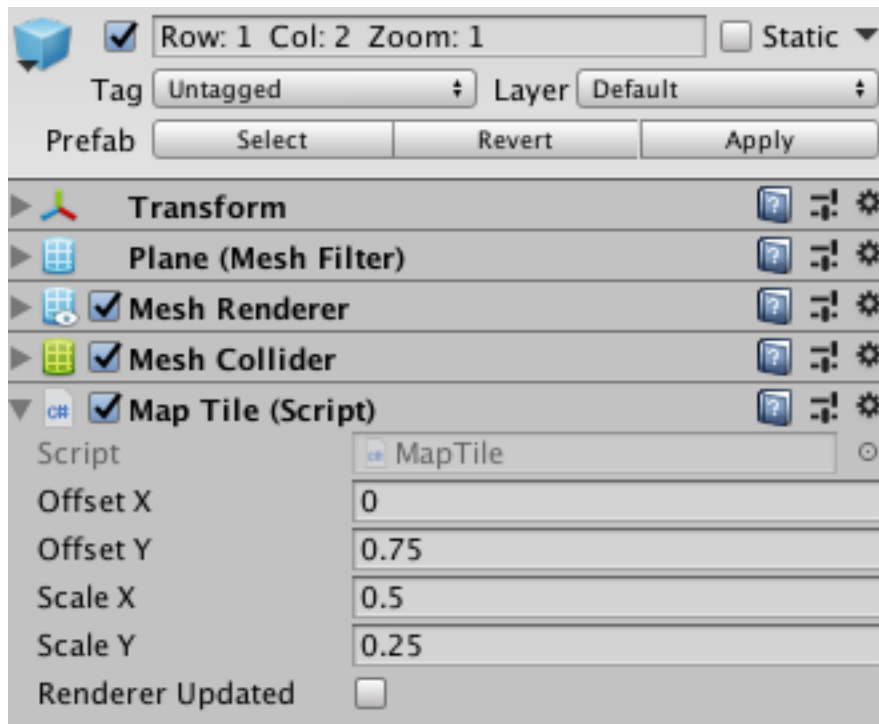 Row: 1 Col: 2 Zoom: 1 Static
Tag Untagged Layer Default
Prefab Select Revert Apply
Transform
Plane (Mesh Filter)
Mesh Renderer
Mesh Collider
C# Map Tile (Script)
Script MapTile
Offset X 0
Offset Y 0.75
Scale X 0.5
Scale Y 0.25
Renderer Updated